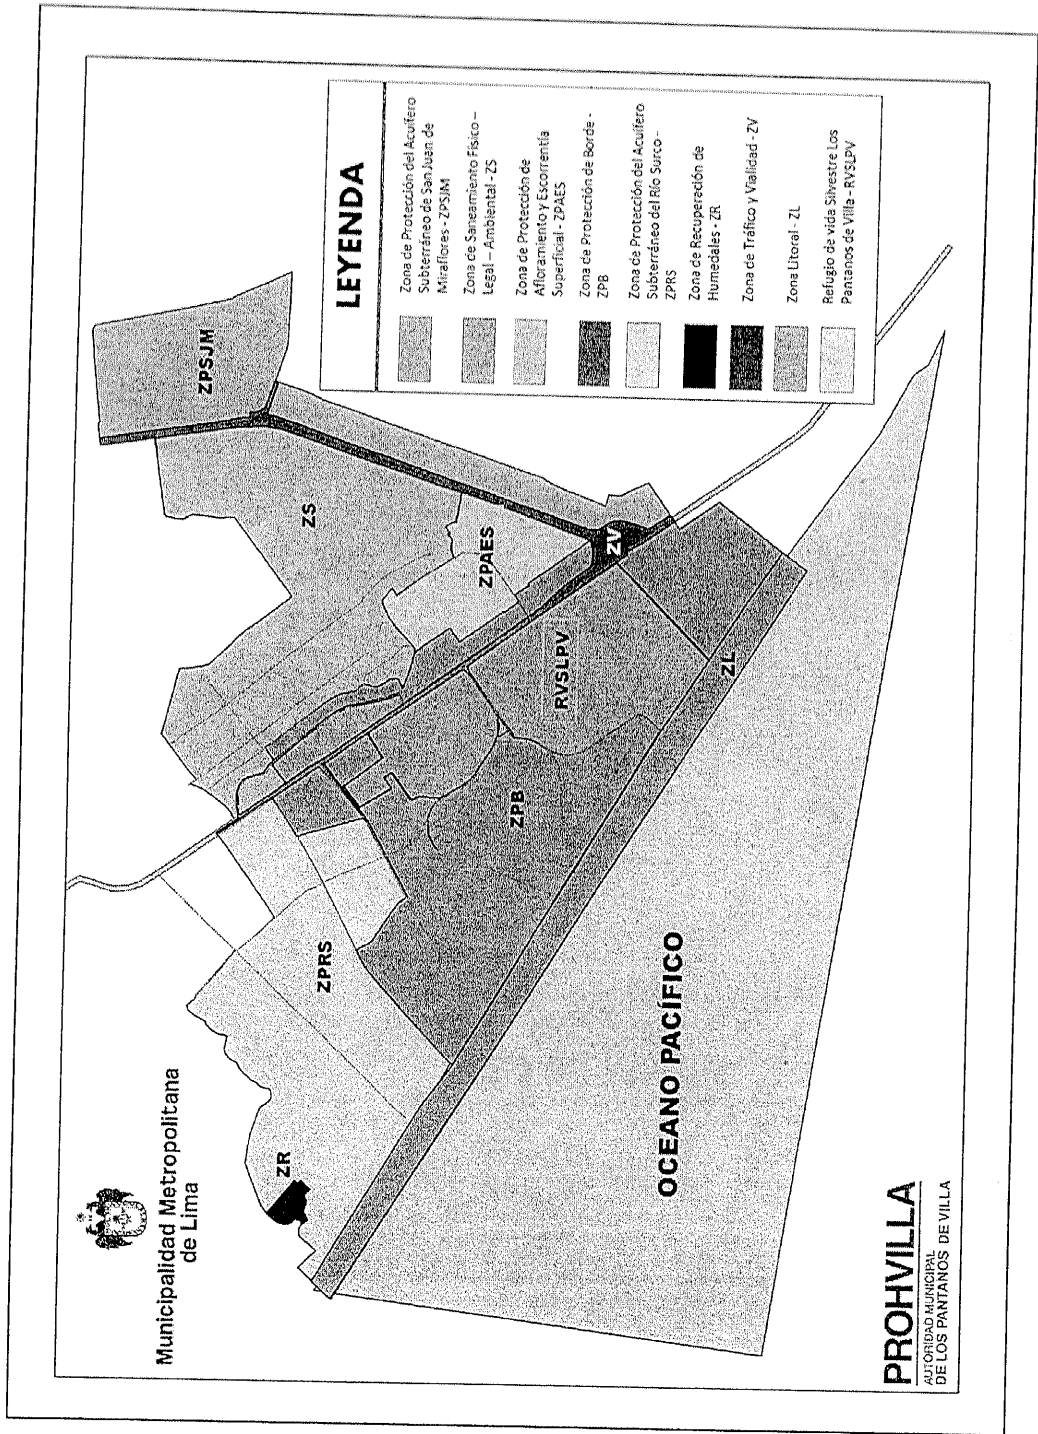 Municipalidad Metropolitana
de Lima
LEYENDA
Zona de Protección del Acuífero
Subterráneo de San Juan de
Miraflores - ZPSJM
Zona de Saneamiento Físico –
Legal – Ambiental - ZS
Zona de Protección de
Afloramiento y Escorrentía
Superficial - ZPAES
Zona de Protección de Borde -
ZPB
Zona de Protección del Acuífero
Subterráneo del Río Surco -
ZPRS
Zona de Recuperación de
Humedales - ZR
Zona de Tráfico y Vialidad - ZV
Zona Litoral - ZL
Refugio de vida Silvestre Los
Pantanos de Villa - RVSLPV
ZPSJM
ZS
ZPAES
ZV
RVSLPV
ZL
ZPB
ZPRS
ZR
OCEANO PACÍFICO
PROHVILLA
AUTORIDAD MUNICIPAL
DE LOS PANTANOS DE VILLA